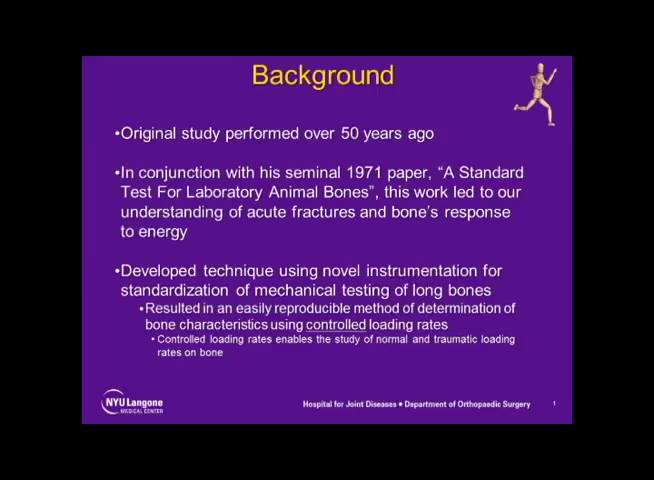 Background
•Original study performed over 50 years ago
•In conjunction with his seminal 1971 paper, “A Standard
Test For Laboratory Animal Bones”, this work led to our
understanding of acute fractures and bone’s response
to energy
•Developed technique using novel instrumentation for
standardization of mechanical testing of long bones
•Resulted in an easily reproducible method of determination of
bone characteristics using controlled loading rates
• Controlled loading rates enables the study of normal and traumatic loading
rates on bone
NYU Langone
MEDICAL CENTER
Hospital for Joint Diseases • Department of Orthopaedic Surgery
1